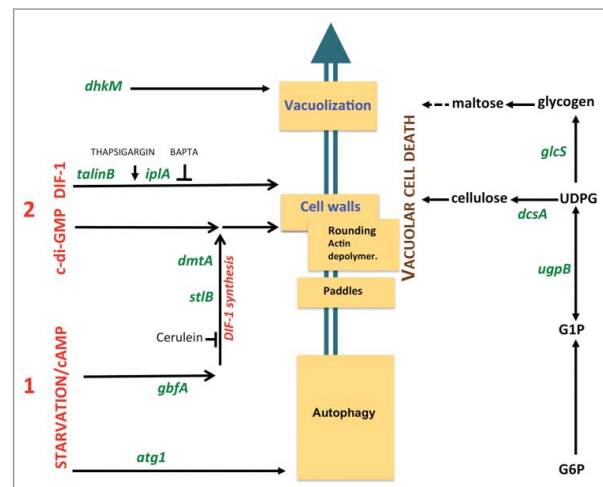 dhkM
Vacuolization
maltose
glycogen
THAPSIGARGIN
BAPTA
talinB
iplA
glcS
2
DIF-1
c-di-GMP
Cell walls
VACUOLAR CELL DEATH
cellulose
UDPG
dcsA
Rounding
Actin
depolymer.
dmtA
ugpB
stlB
DIF-1 synthesis
Paddles
Cerulein
G1P
1
STARVATION/cAMP
gbfA
Autophagy
atg1
G6P